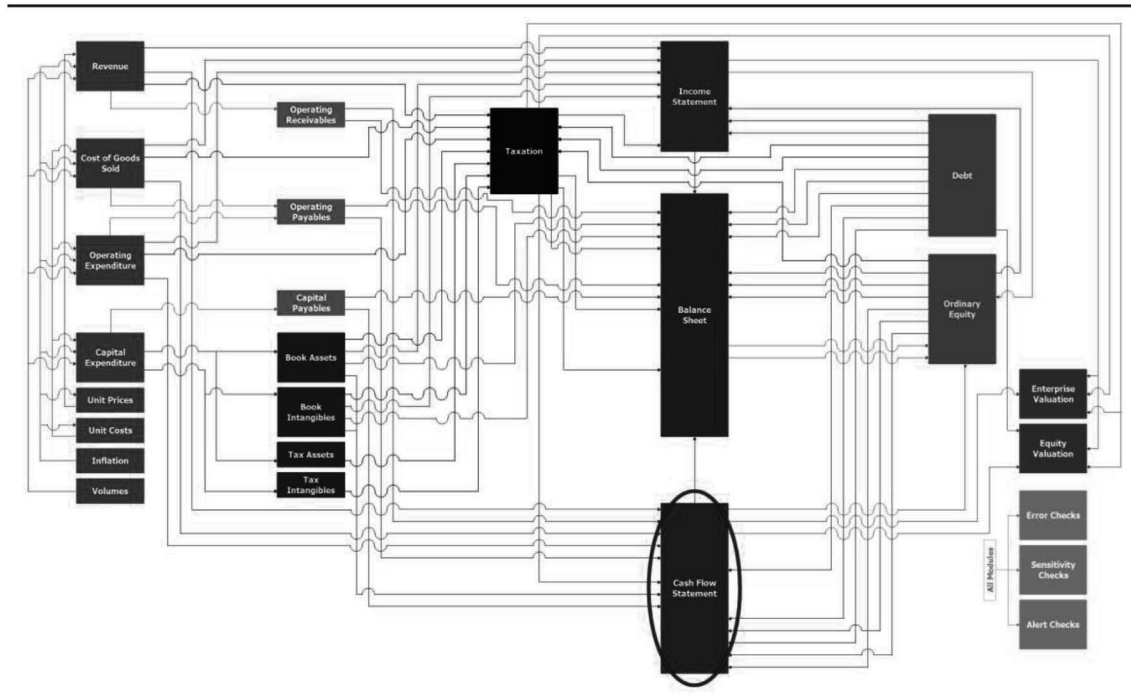 Revenue
Cost of Goods
Sold
Operating
Expenditure
Capital
Expenditure
Unit Prices
Unit Costs
Inflation
Volumes
Operating
Receivables
Operating
Payables
Capital
Payables
Book Assets
Book
Intangibles
Tax Assets
Tax
Intangibles
Taxation
Income
Statement
Balance
Sheet
Cash Flow
Statement
Debt
Ordinary
Equity
Enterprise
Valuation
Equity
Valuation
All Modules
Error Checks
Sensitivity
Checks
Alert Checks